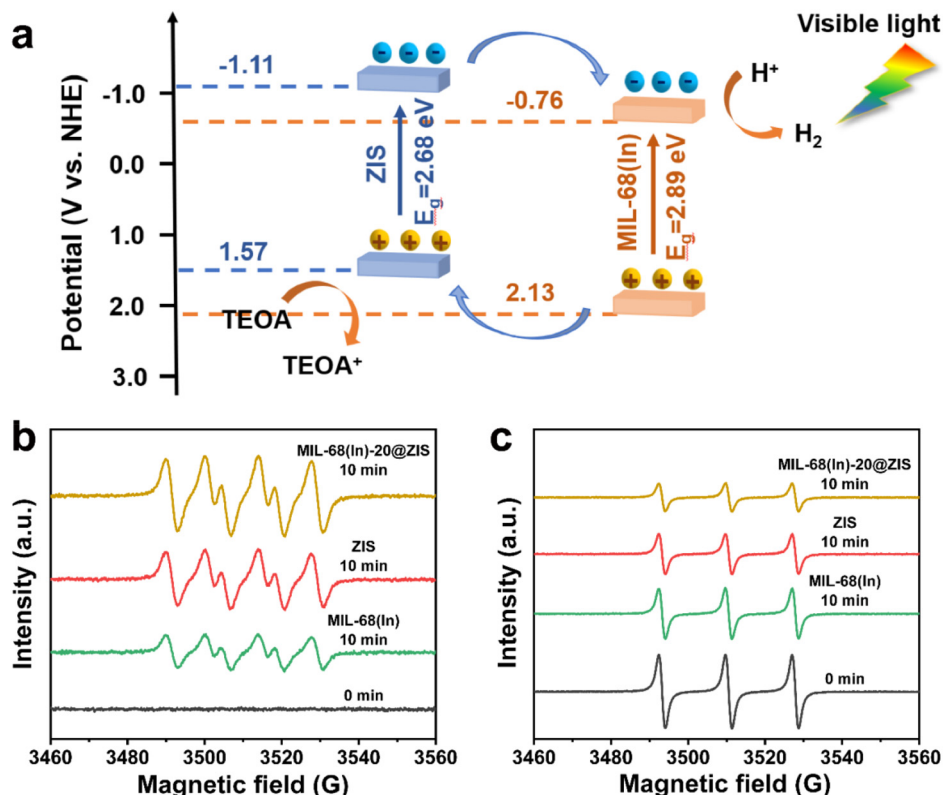 a
Visible light
Potential (V vs. NHE)
-1.0
0.0
1.0
2.0
3.0
-1.11
-0.76
1.57
2.13
ZIS
Eg=2.68 eV
MIL-68(In)
Eg=2.89 eV
H+
H2
TEOA
TEOA+
b
Intensity (a.u.)
MIL-68(In)-20@ZIS
10 min
ZIS
10 min
MIL-68(In)
10 min
0 min
3460 3480 3500 3520 3540 3560
Magnetic field (G)
c
Intensity (a.u.)
MIL-68(In)-20@ZIS
10 min
ZIS
10 min
MIL-68(In)
10 min
0 min
3460 3480 3500 3520 3540 3560
Magnetic field (G)